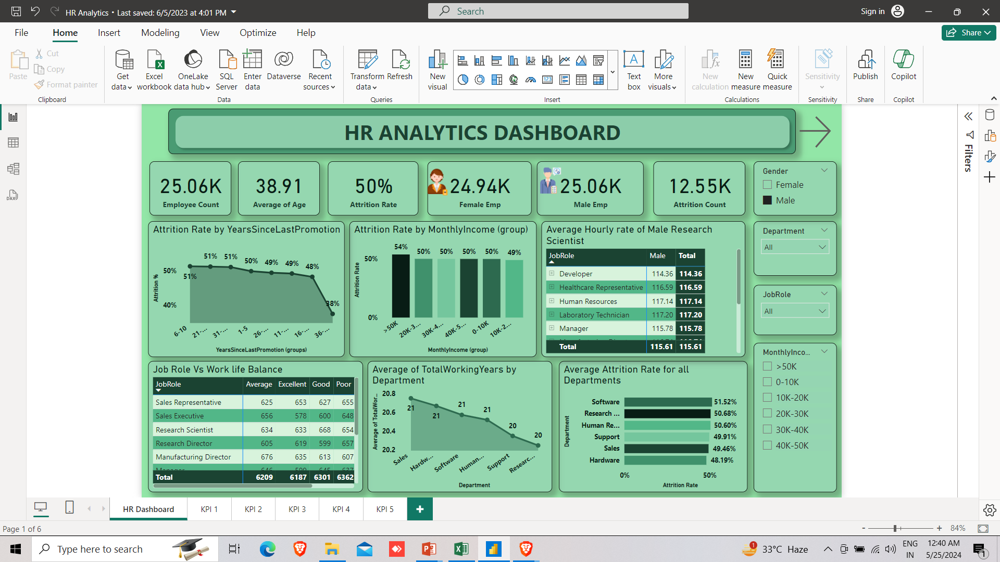 HR Analytics • Last saved: 6/5/2023 at 4:01 PM
Search
Sign in
File Home Insert Modeling View Optimize Help
Share
Paste
Cut
Copy
Format painter
Clipboard
Get data
Excel workbook
OneLake data hub
SQL Server
Enter data
Dataverse
Recent sources
Data
Transform data
Refresh
Queries
New visual
123
A
Text box
More visuals
Insert
New calculation
New measure
Quick measure
Calculations
Sensitivity
Sensitivity
Publish
Share
Copilot
Copilot
DAX
HR ANALYTICS DASHBOARD
Filters
25.06K
Employee Count
38.91
Average of Age
50%
Attrition Rate
24.94K
Female Emp
25.06K
Male Emp
12.55K
Attrition Count
Gender
Female
Male
Attrition Rate by YearsSinceLastPromotion
Attrition %
50%
40%
51%
51%
51%
50%
49%
49%
48%
38%
6-10
21-...
31-...
1-5
26-...
11-...
16-...
36-...
YearsSinceLastPromotion (groups)
Attrition Rate by MonthlyIncome (group)
Attrition Rate
50%
0%
54%
50%
50%
50%
50%
49%
>50K
20K-3...
30K-4...
40K-5...
0-10K
10K-2...
MonthlyIncome (group)
Average Hourly rate of Male Research
Scientist
JobRole Male Total
Developer 114.36 114.36
Healthcare Representative 116.59 116.59
Human Resources 117.14 117.14
Laboratory Technician 117.20 117.20
Manager 115.78 115.78
Total 115.61 115.61
Department
All
JobRole
All
MonthlyInco...
>50K
0-10K
10K-20K
20K-30K
30K-40K
40K-50K
Job Role Vs Work life Balance
JobRole Average Excellent Good Poor
Sales Representative 625 653 627 655
Sales Executive 656 578 600 648
Research Scientist 634 633 668 654
Research Director 605 619 599 657
Manufacturing Director 676 635 613 607
Total 6209 6187 6301 6362
Average of TotalWorkingYears by
Department
Average of TotalWor...
20.8
20.6
20.4
20.2
21
21
21
21
20
20
Sales
Hardw...
Software
Human...
Support
Researc...
Department
Average Attrition Rate for all
Departments
Department
Software 51.52%
Research ... 50.68%
Human Re... 50.60%
Support 49.91%
Sales 49.46%
Hardware 48.19%
0% 50%
Attrition Rate
HR Dashboard KPI 1 KPI 2 KPI 3 KPI 4 KPI 5
Page 1 of 6
84%
Type here to search
1
33°C Haze
ENG
IN
12:40 AM
5/25/2024
1